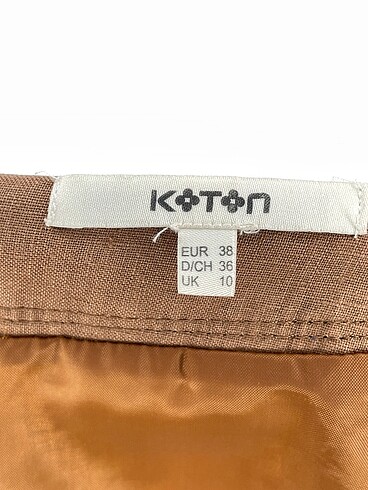 KOTON
EUR 38
D/CH 36
UK 10